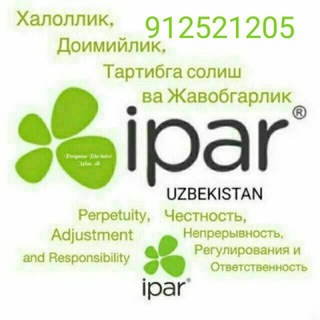 Халоллик,
912521205
Доимийлик,
Тартибга солиш
ва Жавобгарлик
ipar®
UZBEKISTAN
Perpetuity,
Adjustment
and Responsibility
Честность,
Непрерывность,
Регулирования и
Ответственность
ipar®